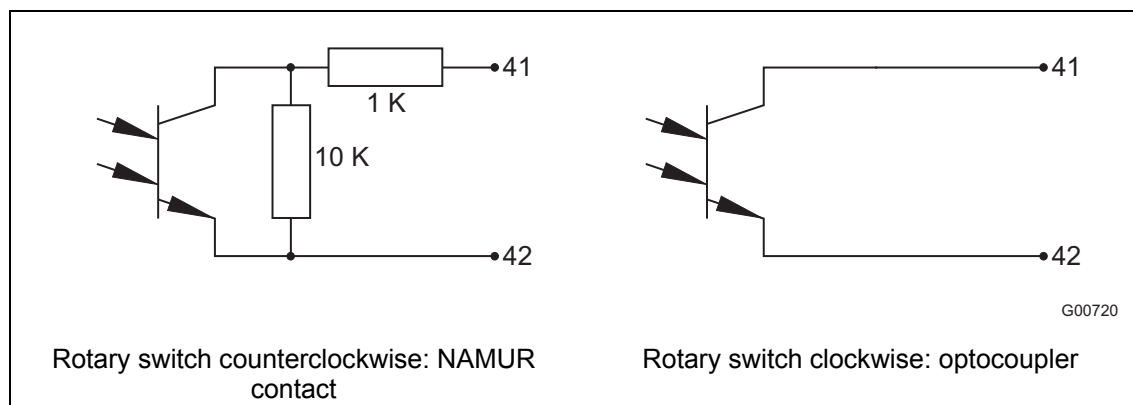 41
1 K
10 K
42
41
42
G00720
Rotary switch counterclockwise: NAMUR
contact
Rotary switch clockwise: optocoupler